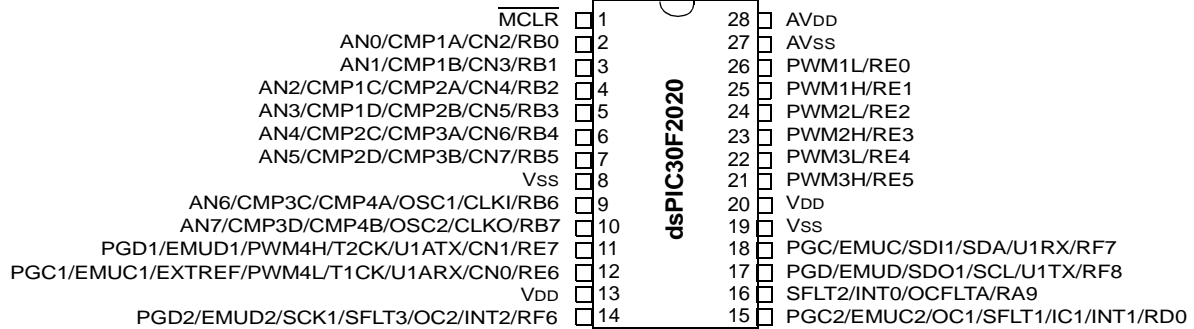 MCLR 1 28 AVDD
AN0/CMP1A/CN2/RB0 2 27 AVSS
AN1/CMP1B/CN3/RB1 3 26 PWM1L/RE0
AN2/CMP1C/CMP2A/CN4/RB2 4 25 PWM1H/RE1
AN3/CMP1D/CMP2B/CN5/RB3 5 24 PWM2L/RE2
AN4/CMP2C/CMP3A/CN6/RB4 6 23 PWM2H/RE3
AN5/CMP2D/CMP3B/CN7/RB5 7 22 PWM3L/RE4
VSS 8 21 PWM3H/RE5
AN6/CMP3C/CMP4A/OSC1/CLKI/RB6 9 20 VDD
AN7/CMP3D/CMP4B/OSC2/CLKO/RB7 10 19 VSS
PGD1/EMUD1/PWM4H/T2CK/U1ATX/CN1/RE7 11 18 PGC/EMUC/SDI1/SDA/U1RX/RF7
PGC1/EMUC1/EXTREF/PWM4L/T1CK/U1ARX/CN0/RE6 12 17 PGD/EMUD/SDO1/SCL/U1TX/RF8
VDD 13 16 SFLT2/INT0/OCFLTA/RA9
PGD2/EMUD2/SCK1/SFLT3/OC2/INT2/RF6 14 15 PGC2/EMUC2/OC1/SFLT1/IC1/INT1/RD0
dsPIC30F2020